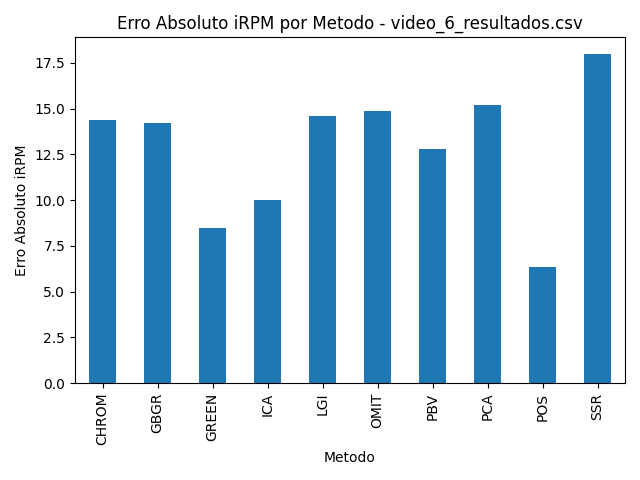 Erro Absoluto iRPM por Metodo - video_6_resultados.csv
Erro Absoluto iRPM
17.5
15.0
12.5
10.0
7.5
5.0
2.5
0.0
CHROM
GBGR
GREEN
ICA
LGI
OMIT
PBV
PCA
POS
SSR
Metodo